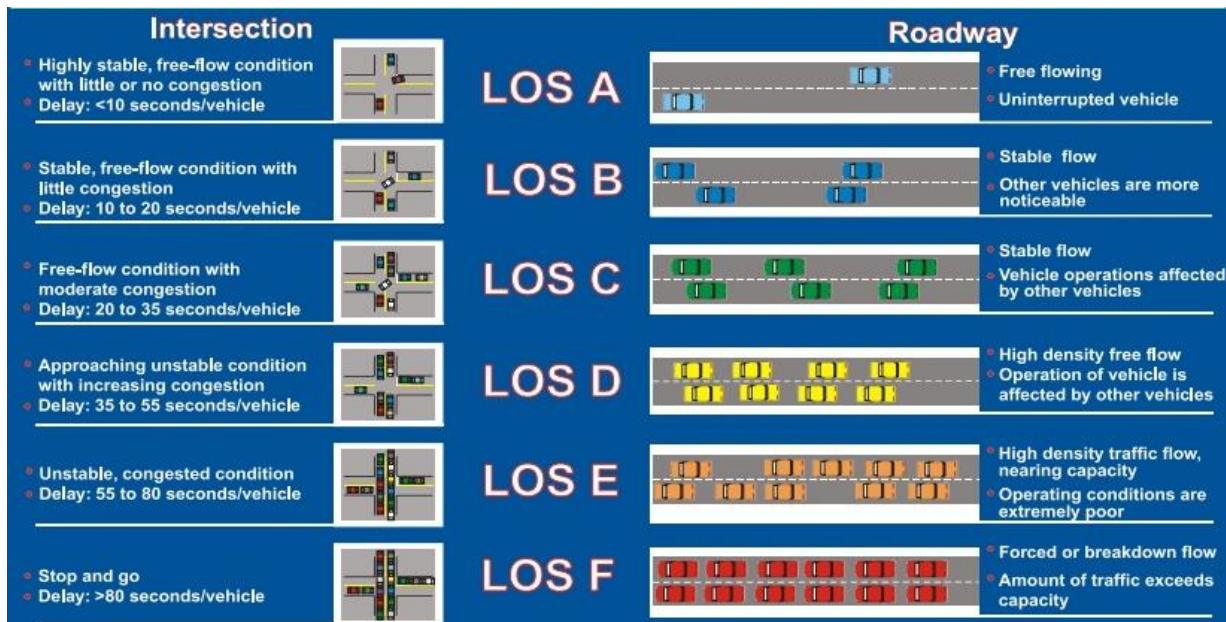 Intersection
Roadway
Highly stable, free-flow condition
with little or no congestion
Delay: <10 seconds/vehicle
LOS A
Free flowing
Uninterrupted vehicle
Stable, free-flow condition with
little congestion
Delay: 10 to 20 seconds/vehicle
LOS B
Stable flow
Other vehicles are more
noticeable
Free-flow condition with
moderate congestion
Delay: 20 to 35 seconds/vehicle
LOS C
Stable flow
Vehicle operations affected
by other vehicles
Approaching unstable condition
with increasing congestion
Delay: 35 to 55 seconds/vehicle
LOS D
High density free flow
Operation of vehicle is
affected by other vehicles
Unstable, congested condition
Delay: 55 to 80 seconds/vehicle
LOS E
High density traffic flow,
nearing capacity
Operating conditions are
extremely poor
Stop and go
Delay: >80 seconds/vehicle
LOS F
Forced or breakdown flow
Amount of traffic exceeds
capacity